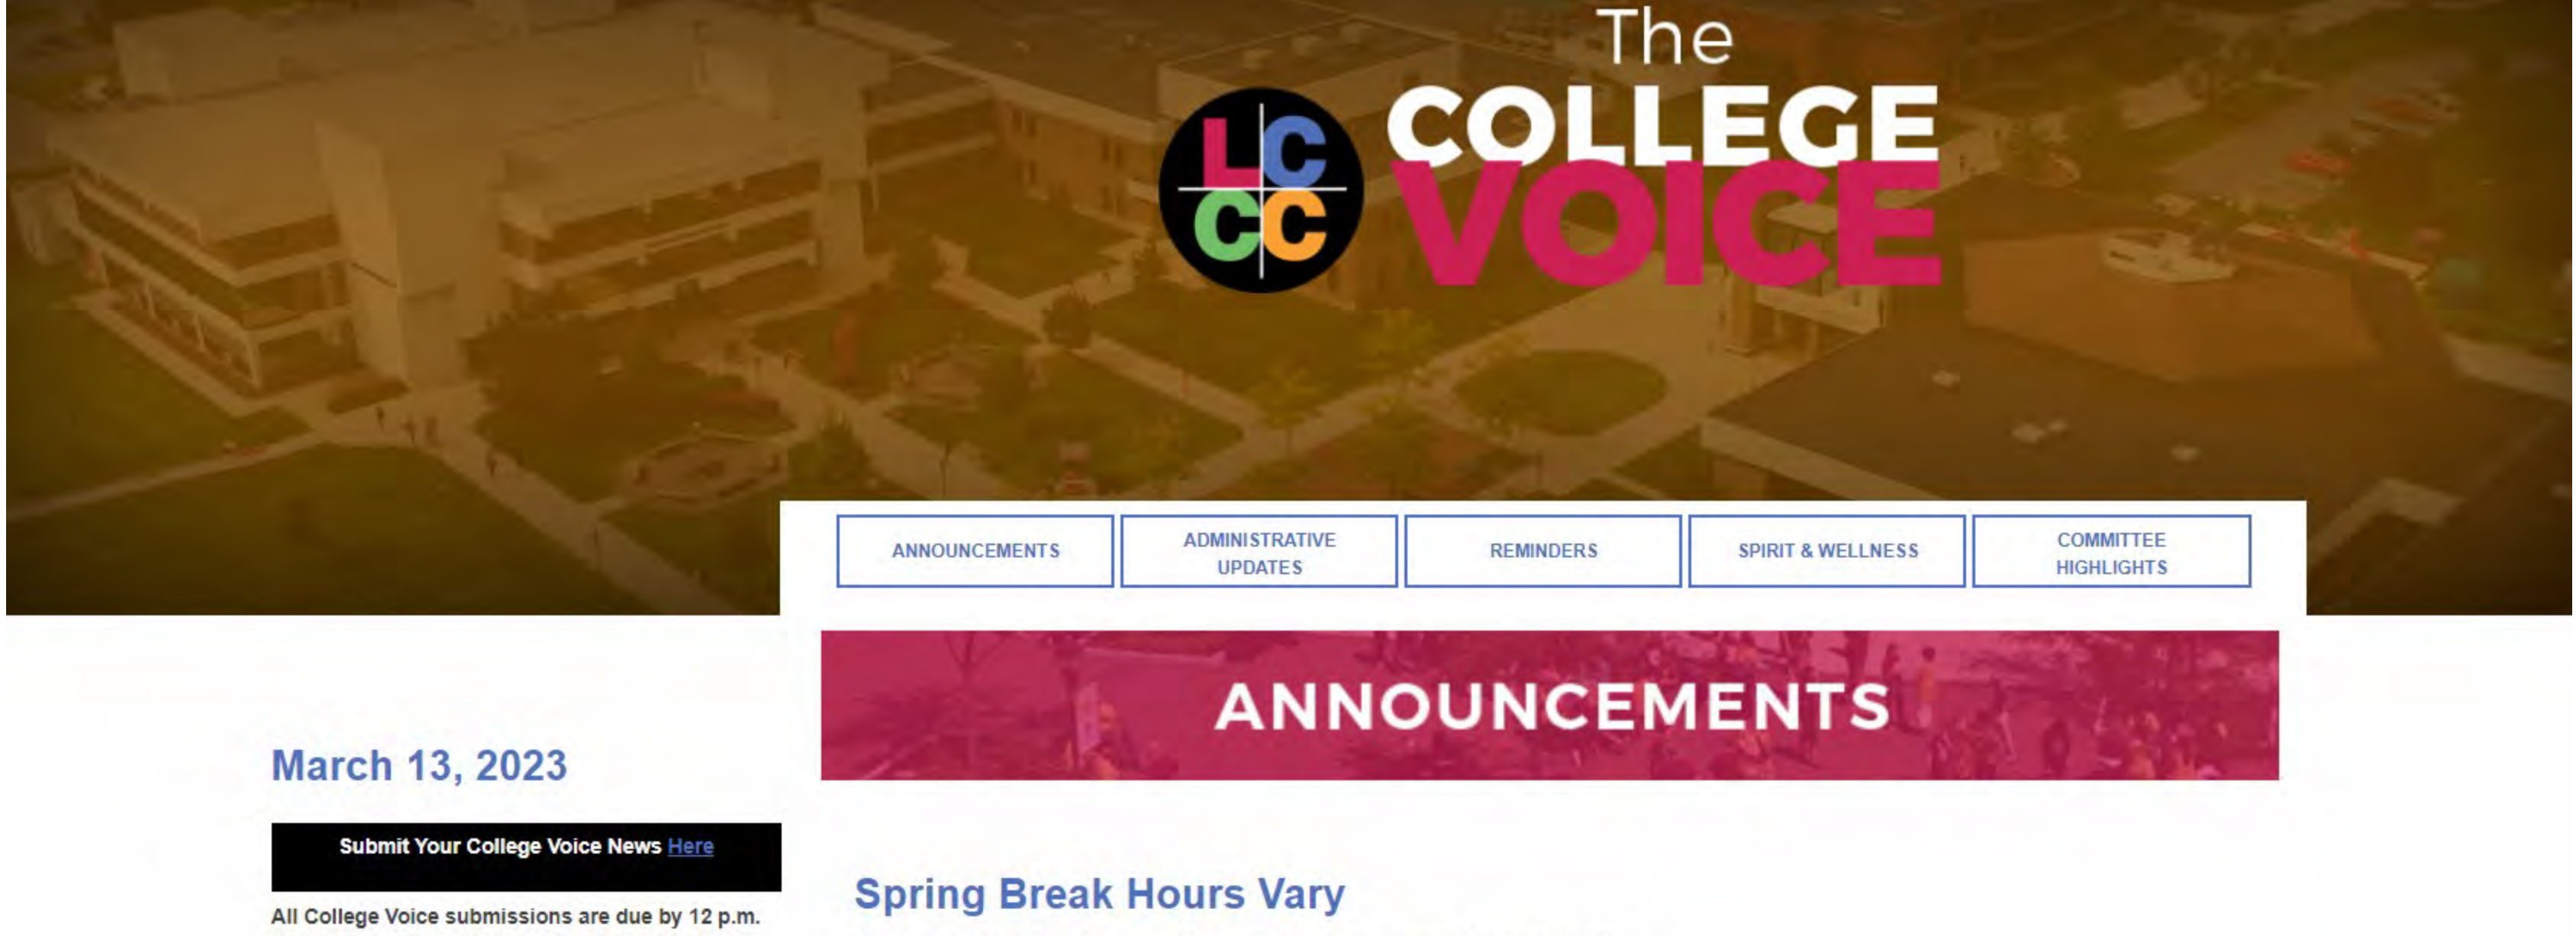 The
COLLEGE
VOICE
LC
CC
ANNOUNCEMENTS
ADMINISTRATIVE
UPDATES
REMINDERS
SPIRIT & WELLNESS
COMMITTEE
HIGHLIGHTS
ANNOUNCEMENTS
March 13, 2023
Submit Your College Voice News Here
All College Voice submissions are due by 12 p.m.
Spring Break Hours Vary